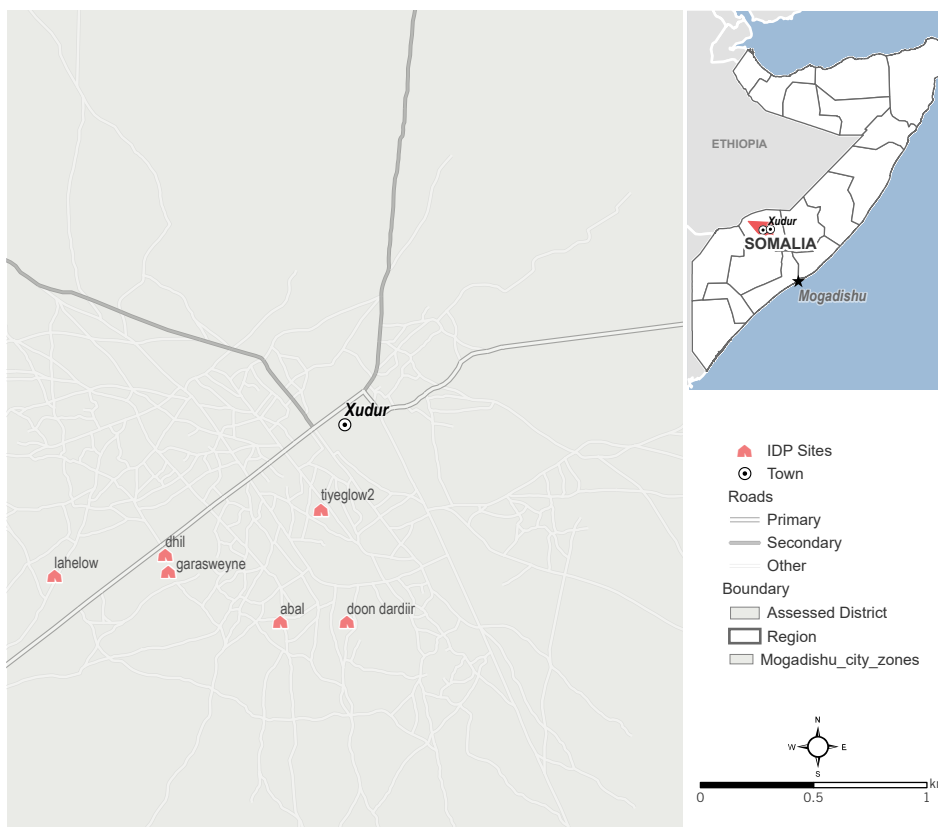 Xudur
tiyeglow2
dhil
garasweyne
lahelow
abal
doon dardiir
ETHIOPIA
Xudur
SOMALIA
Mogadishu
IDP Sites
Town
Roads
Primary
Secondary
Other
Boundary
Assessed District
Region
Mogadishu_city_zones
N
W E
S
km
0 0.5 1